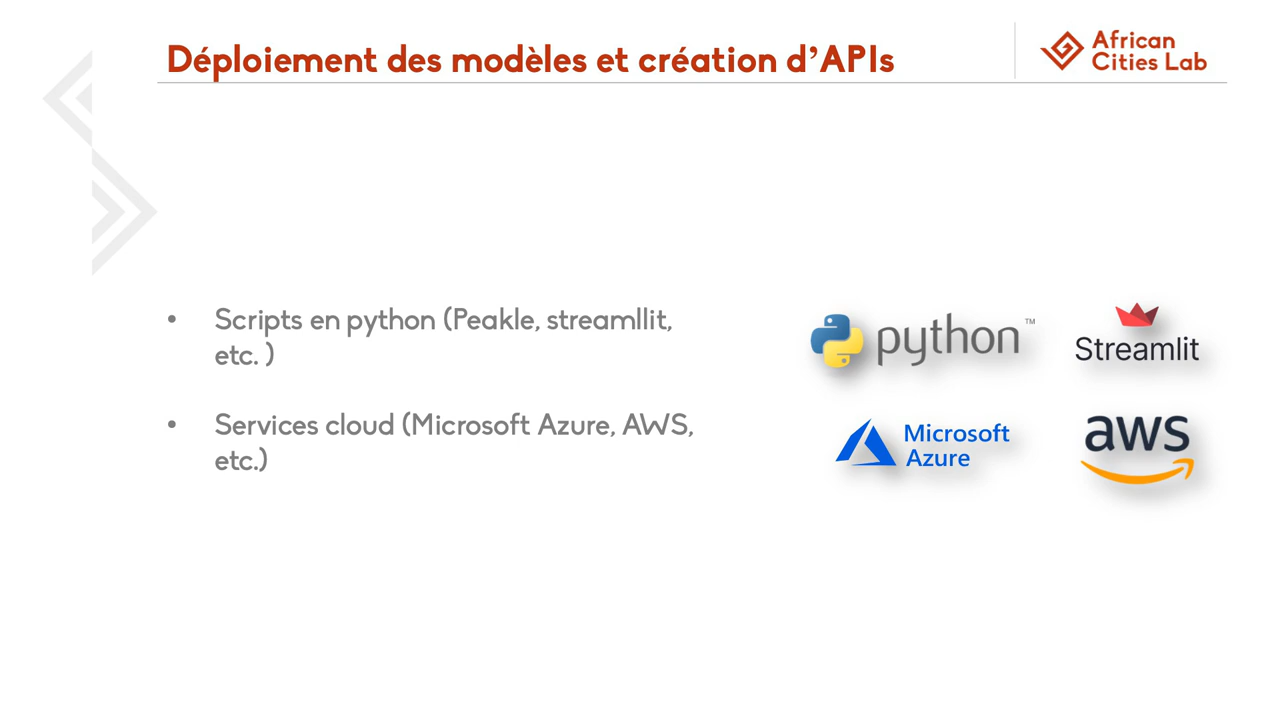 Déploiement des modèles et création d’APIs
African
Cities Lab
• Scripts en python (Peakle, streamllit,
etc. )
• Services cloud (Microsoft Azure, AWS,
etc.)
python™
Streamlit
Microsoft
Azure
aws